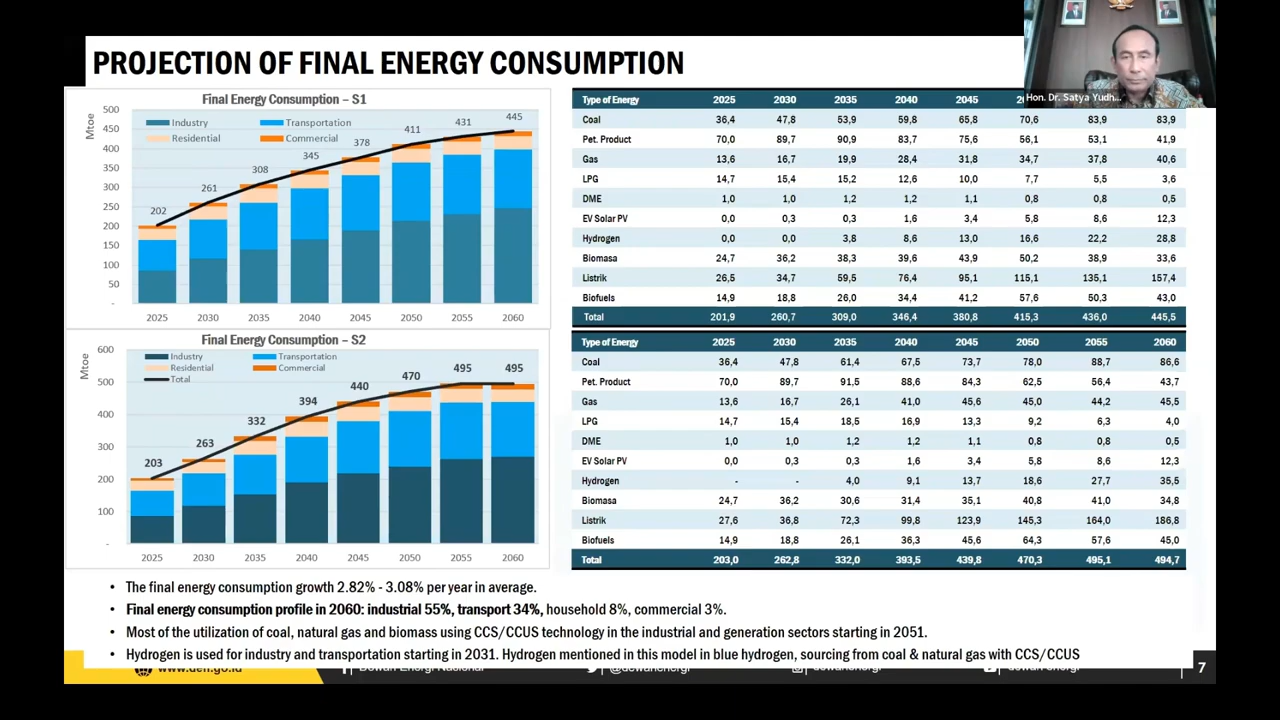 PROJECTION OF FINAL ENERGY CONSUMPTION
Hon. Dr. Satya Yudh...
Final Energy Consumption – S1
Mtoe
Industry Transportation
Residential Commercial
500
450
400
350
300
250
200
150
100
50
-
202 261 308 345 378 411 431 445
2025 2030 2035 2040 2045 2050 2055 2060
Type of Energy 2025 2030 2035 2040 2045
Coal 36,4 47,8 53,9 59,8 65,8 70,6 83,9 83,9
Pet. Product 70,0 89,7 90,9 83,7 75,6 56,1 53,1 41,9
Gas 13,6 16,7 19,9 28,4 31,8 34,7 37,8 40,6
LPG 14,7 15,4 15,2 12,6 10,0 7,7 5,5 3,6
DME 1,0 1,0 1,2 1,2 1,1 0,8 0,8 0,5
EV Solar PV 0,0 0,3 0,3 1,6 3,4 5,8 8,6 12,3
Hydrogen 0,0 0,0 3,8 8,6 13,0 16,6 22,2 28,8
Biomasa 24,7 36,2 38,3 39,6 43,9 50,2 38,9 33,6
Listrik 26,5 34,7 59,5 76,4 95,1 115,1 135,1 157,4
Biofuels 14,9 18,8 26,0 34,4 41,2 57,6 50,3 43,0
Total 201,9 260,7 309,0 346,4 380,8 415,3 436,0 445,5
Final Energy Consumption – S2
Mtoe
Industry Transportation
Residential Commercial
Total
600
500
400
300
200
100
-
203 263 332 394 440 470 495 495
2025 2030 2035 2040 2045 2050 2055 2060
Type of Energy 2025 2030 2035 2040 2045 2050 2055 2060
Coal 36,4 47,8 61,4 67,5 73,7 78,0 88,7 86,6
Pet. Product 70,0 89,7 91,5 88,6 84,3 62,5 56,4 43,7
Gas 13,6 16,7 26,1 41,0 45,6 45,0 44,2 45,5
LPG 14,7 15,4 18,5 16,9 13,3 9,2 6,3 4,0
DME 1,0 1,0 1,2 1,2 1,1 0,8 0,8 0,5
EV Solar PV 0,0 0,3 0,3 1,6 3,4 5,8 8,6 12,3
Hydrogen - - 4,0 9,1 13,7 18,6 27,7 35,5
Biomasa 24,7 36,2 30,6 31,4 35,1 40,8 41,0 34,8
Listrik 27,6 36,8 72,3 99,8 123,9 145,3 164,0 186,8
Biofuels 14,9 18,8 26,1 36,3 45,6 64,3 57,6 45,0
Total 203,0 262,8 332,0 393,5 439,8 470,3 495,1 494,7
• The final energy consumption growth 2.82% - 3.08% per year in average.
• Final energy consumption profile in 2060: industrial 55%, transport 34%, household 8%, commercial 3%.
• Most of the utilization of coal, natural gas and biomass using CCS/CCUS technology in the industrial and generation sectors starting in 2051.
• Hydrogen is used for industry and transportation starting in 2031. Hydrogen mentioned in this model in blue hydrogen, sourcing from coal & natural gas with CCS/CCUS
www.den.go.id Dewan Energi Nasional @dewanenergi @dewanenergi dewan energi 7